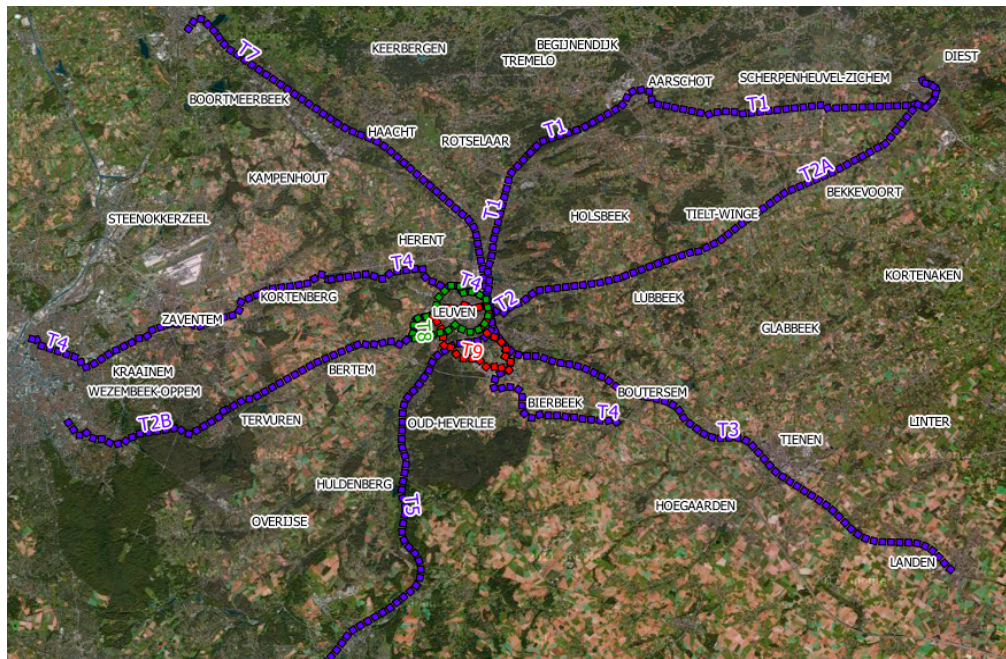 T7
KEERBERGEN
BEGIJNENDIJK
TREMELO
DIEST
AARSCHOT
SCHERPENHEUVEL-ZICHEM
BOORTMEERBEEK
T1
HAACHT
T1
ROTSELAAR
T2A
KAMPENHOUT
BEKKEVOORT
T1
STEENOKKERZEEL
HOLSBEEK
TIELT-WINGE
HERENT
T4
T4
KORTENAKEN
KORTENBERG
T2
LUBBEEK
LEUVEN
ZAVENTEM
T8
GLABBEEK
T4
T9
KRAAINEM
BERTEM
WEZEMBEEK-OPPEM
BOUTERSEM
BIERBEEK
T4
T2B
TERVUREN
OUD-HEVERLEE
LINTER
T3
TIENEN
HULDENBERG
T5
HOEGAARDEN
OVERIJSE
LANDEN